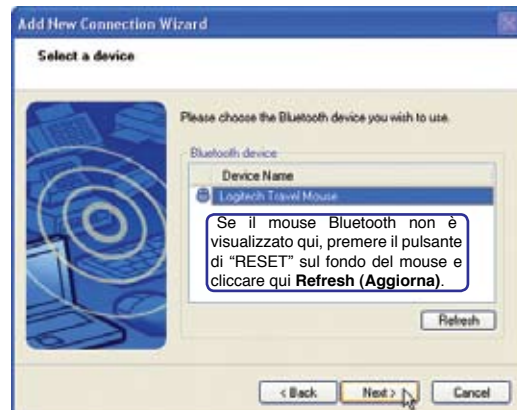 Add New Connection Wizard
Select a device
Please choose the Bluetooth device you wish to use.
Bluetooth device
Device Name
Logitech Travel Mouse
Se il mouse Bluetooth non è
visualizzato qui, premere il pulsante
di “RESET” sul fondo del mouse e
cliccare qui Refresh (Aggiorna).
Refresh
< Back Next > Cancel